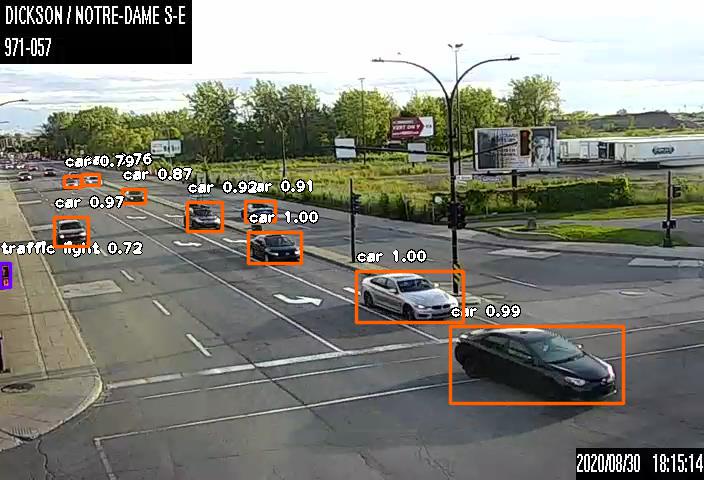 DICKSON / NOTRE-DAME S-E
971-057
car 0.79
76
car 0.87
car 0.92
car 0.91
car 0.97
car 1.00
traffic light 0.72
car 1.00
car 0.99
VERT ON Y
2020/08/30 18:15:14